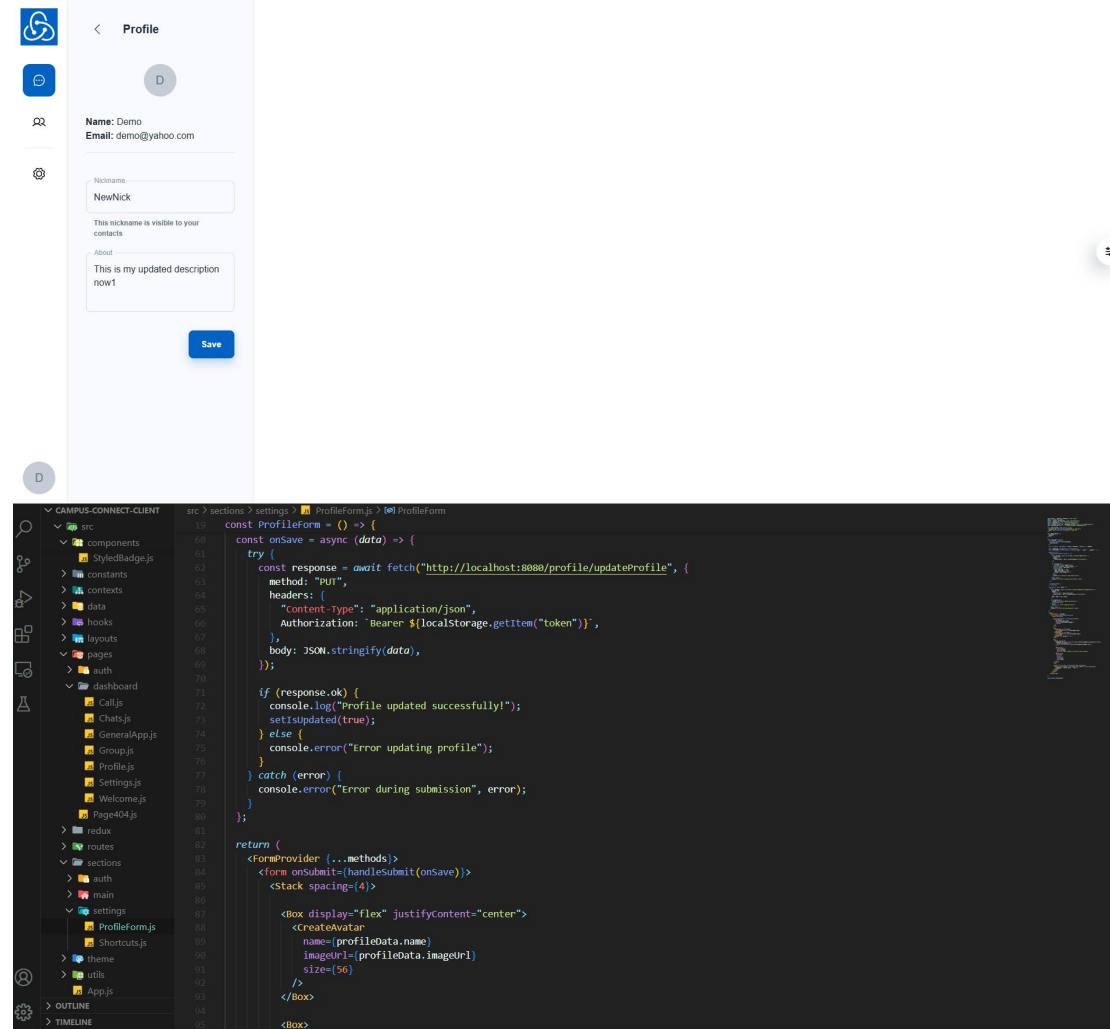 Profile
D
Name: Demo
Email: demo@yahoo.com
Nickname
NewNick
This nickname is visible to your
contacts
About
This is my updated description
now1
Save
D
CAMPUS-CONNECT-CLIENT
src
components
StyledBadge.js
constants
contexts
data
hooks
layouts
pages
auth
dashboard
Call.js
Chats.js
GeneralApp.js
Group.js
Profile.js
Settings.js
Welcome.js
Page404.js
redux
routes
sections
auth
main
settings
ProfileForm.js
Shortcuts.js
theme
utils
App.js
OUTLINE
TIMELINE
src > sections > settings > JS ProfileForm.js > ProfileForm
19 const ProfileForm = () => {
60 const onSave = async (data) => {
61 try {
62 const response = await fetch("http://localhost:8080/profile/updateProfile", {
63 method: "PUT",
64 headers: {
65 "Content-Type": "application/json",
66 Authorization: `Bearer ${localStorage.getItem("token")}`,
67 },
68 body: JSON.stringify(data),
69 });
70
71 if (response.ok) {
72 console.log("Profile updated successfully!");
73 setIsUpdated(true);
74 } else {
75 console.error("Error updating profile");
76 }
77 } catch (error) {
78 console.error("Error during submission", error);
79 }
80 };
81
82 return (
83 <FormProvider {...methods}>
84 <form onSubmit={handleSubmit(onSave)}>
85 <Stack spacing={4}>
86
87 <Box display="flex" justifyContent="center">
88 <CreateAvatar
89 name={profileData.name}
90 imageUrl={profileData.imageUrl}
91 size={56}
92 />
93 </Box>
94
95 <Box>